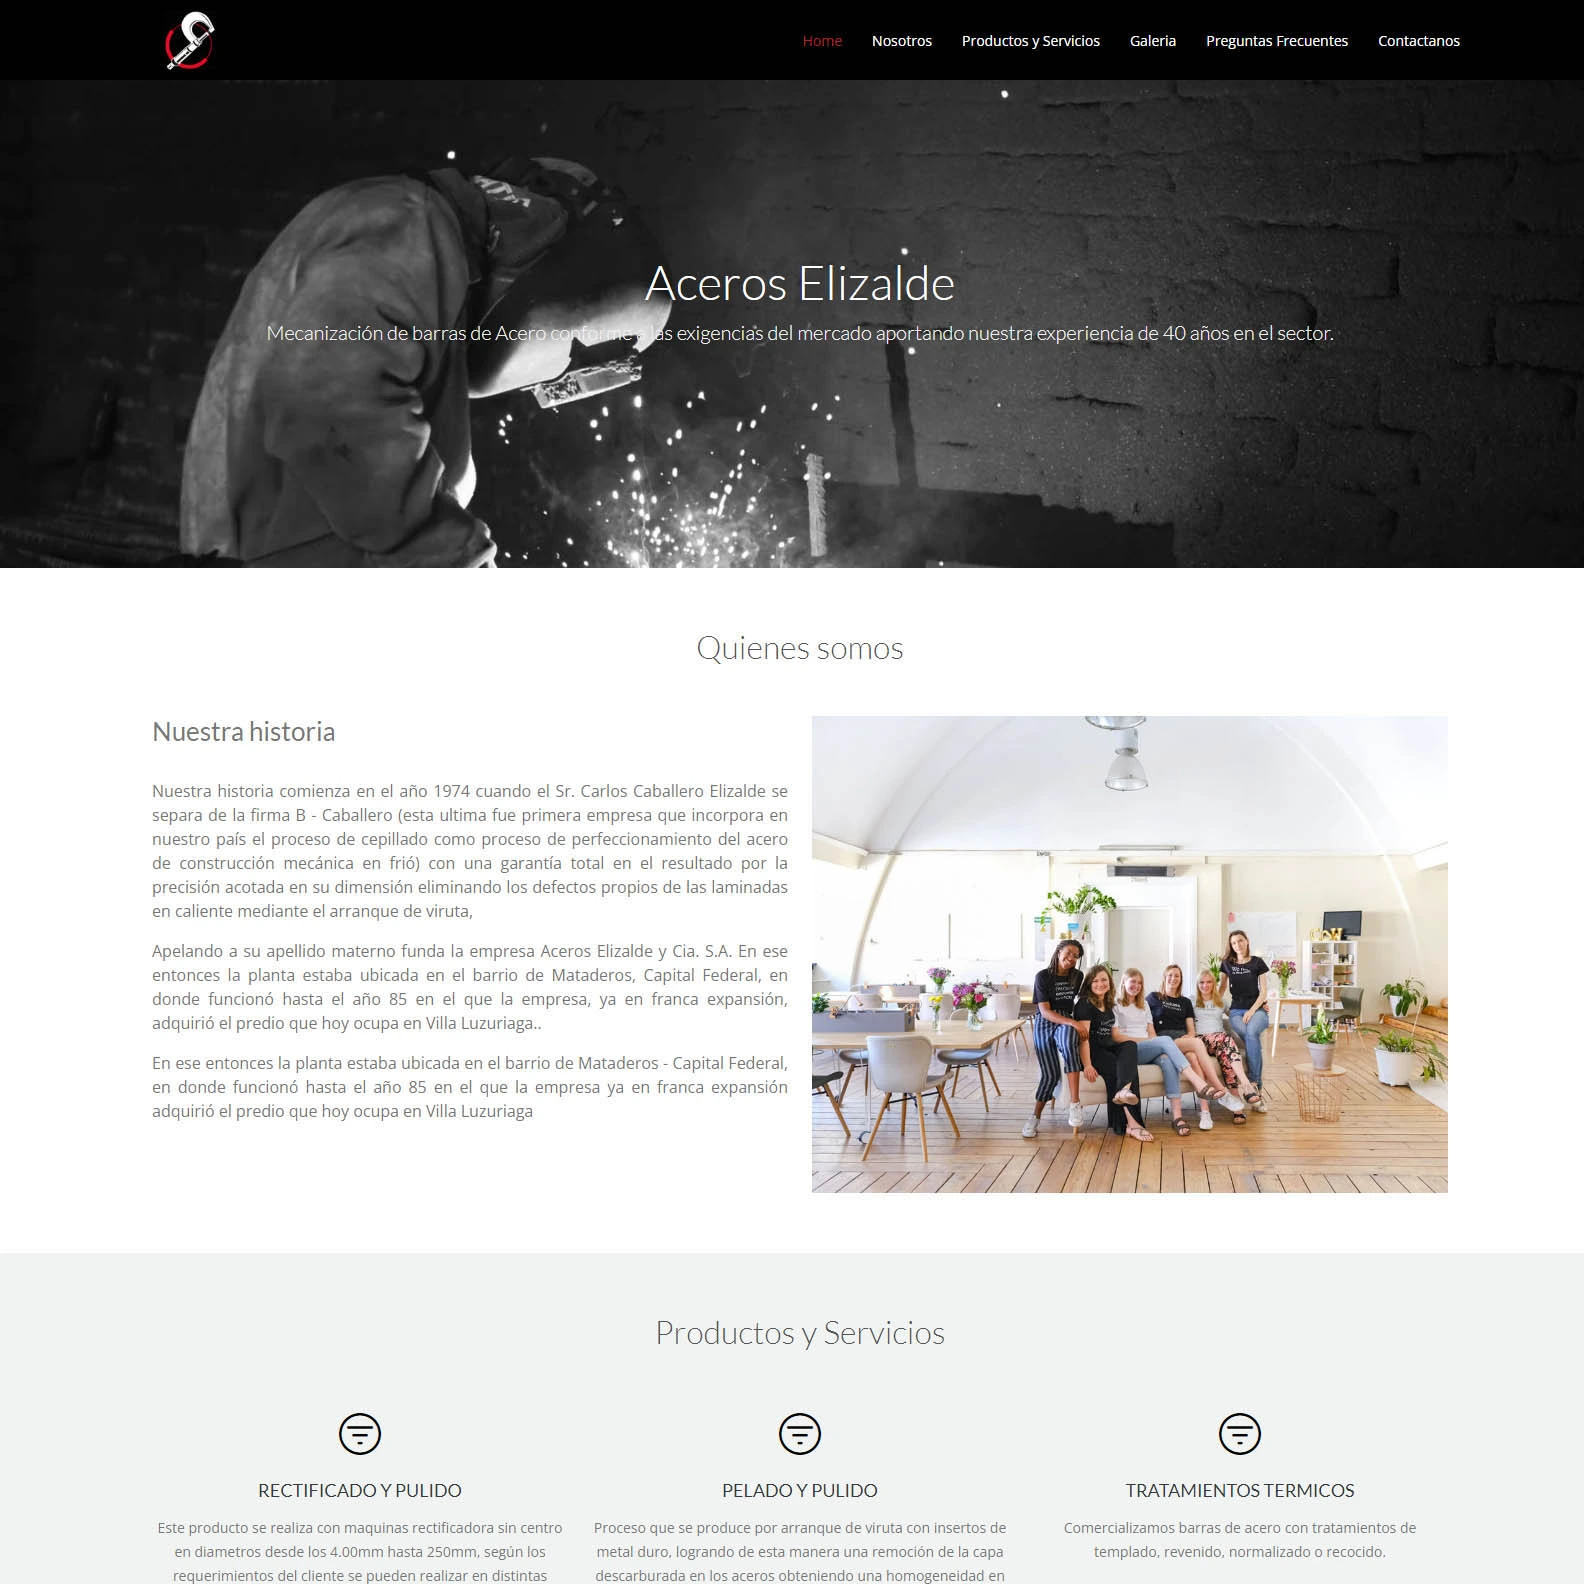 Home Nosotros Productos y Servicios Galeria Preguntas Frecuentes Contactanos
Aceros Elizalde
Mecanización de barras de Acero conforme a las exigencias del mercado aportando nuestra experiencia de 40 años en el sector.
Quienes somos
Nuestra historia
Nuestra historia comienza en el año 1974 cuando el Sr. Carlos Caballero Elizalde se
separa de la firma B - Caballero (esta ultima fue primera empresa que incorpora en
nuestro país el proceso de cepillado como proceso de perfeccionamiento del acero
de construcción mecánica en frió) con una garantía total en el resultado por la
precisión acotada en su dimensión eliminando los defectos propios de las laminadas
en caliente mediante el arranque de viruta,
Apelando a su apellido materno funda la empresa Aceros Elizalde y Cia. S.A. En ese
entonces la planta estaba ubicada en el barrio de Mataderos, Capital Federal, en
donde funcionó hasta el año 85 en el que la empresa, ya en franca expansión,
adquirió el predio que hoy ocupa en Villa Luzuriaga..
En ese entonces la planta estaba ubicada en el barrio de Mataderos - Capital Federal,
en donde funcionó hasta el año 85 en el que la empresa ya en franca expansión
adquirió el predio que hoy ocupa en Villa Luzuriaga
Productos y Servicios
RECTIFICADO Y PULIDO
Este producto se realiza con maquinas rectificadora sin centro
en diametros desde los 4.00mm hasta 250mm, según los
requerimientos del cliente se pueden realizar en distintas
PELADO Y PULIDO
Proceso que se produce por arranque de viruta con insertos de
metal duro, logrando de esta manera una remoción de la capa
descarburada en los aceros obteniendo una homogeneidad en
TRATAMIENTOS TERMICOS
Comercializamos barras de acero con tratamientos de
templado, revenido, normalizado o recocido.